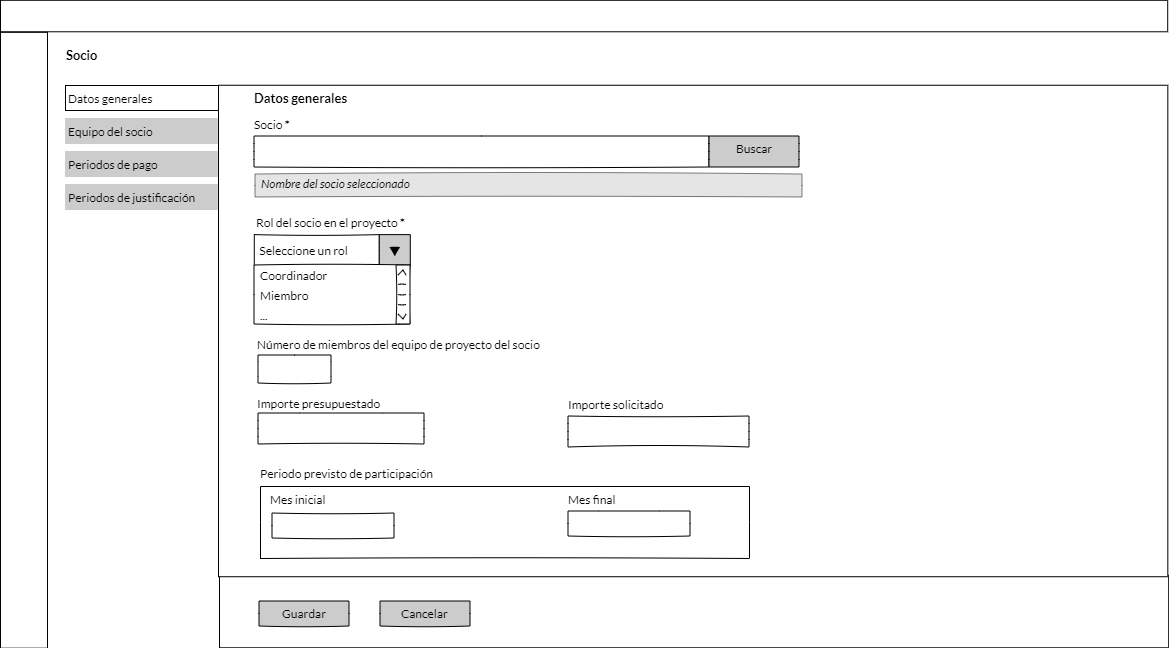 Socio
Datos generales
Equipo del socio
Periodos de pago
Periodos de justificación
Datos generales
Socio *
Buscar
Nombre del socio seleccionado
Rol del socio en el proyecto *
Seleccione un rol
Coordinador
Miembro
...
Número de miembros del equipo de proyecto del socio
Importe presupuestado
Importe solicitado
Periodo previsto de participación
Mes inicial
Mes final
Guardar
Cancelar